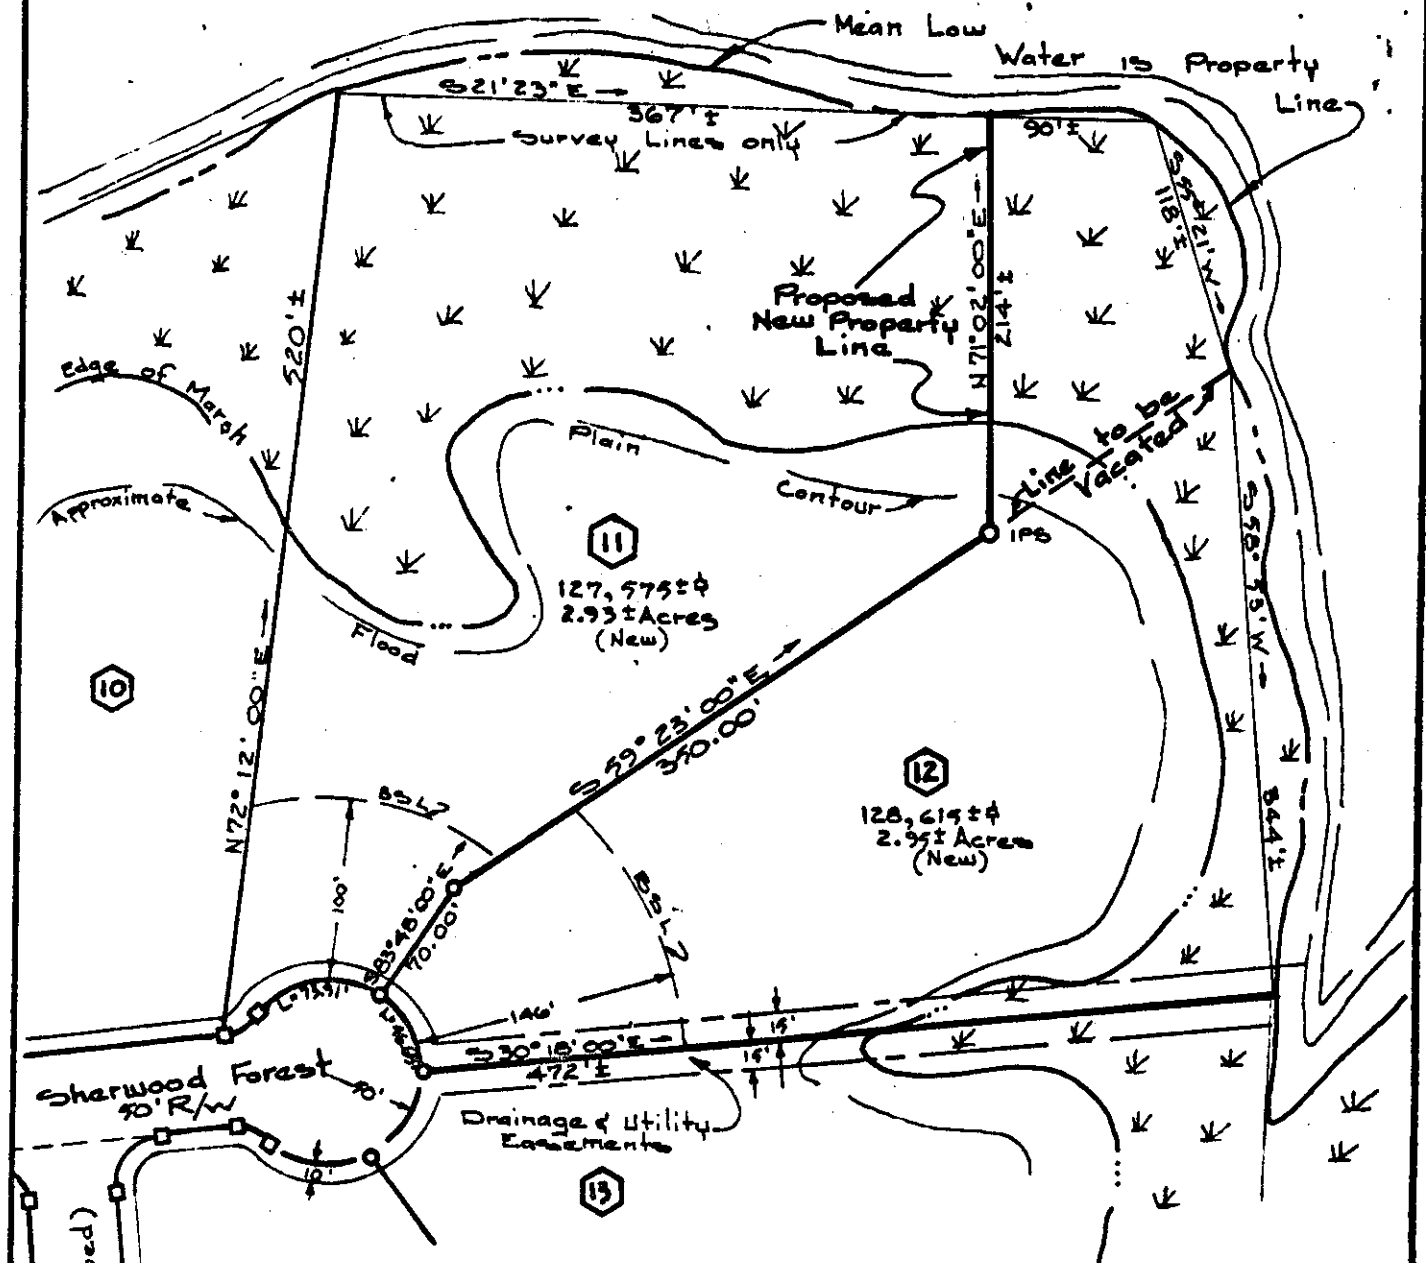 Mean Low
Water is Property
Line
S21'23"E
367'±
Survey Lines only
90'±
118'±
N71°02'00"E
214'±
Proposed
New Property
Line
520'±
Edge of Marsh
Plain
Contour
Approximate
Flood
Line to be
Vacated
IPS
11
127,575±
2.93±Acres
(New)
10
N72°12'00"E
S 59°23'00"E
350.00'
12
128,615±
2.95±Acres
(New)
S58°35'W
844'±
BSL
100'
S83°48'00"E
70.00'
BSL
146'
15'
15'
S30°18'00"E
472'±
Sherwood Forest
50' R/W
50'
10'
Drainage & Utility
Easements
13